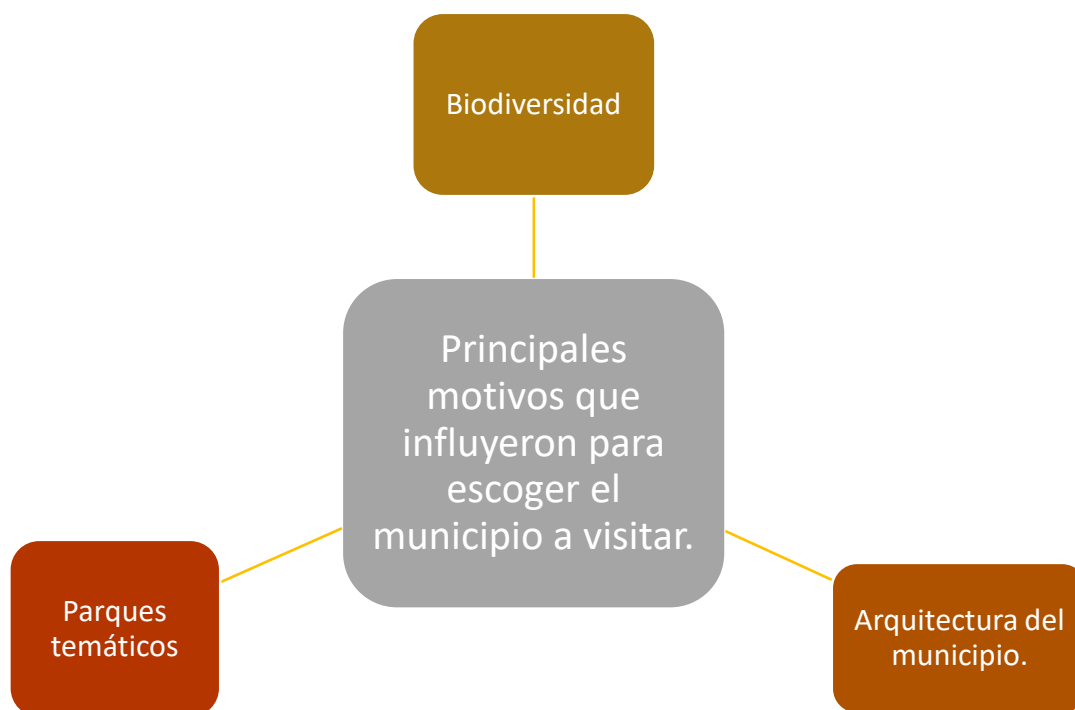 Biodiversidad
Principales
motivos que
influyeron para
escoger el
municipio a visitar.
Parques
temáticos
Arquitectura del
municipio.